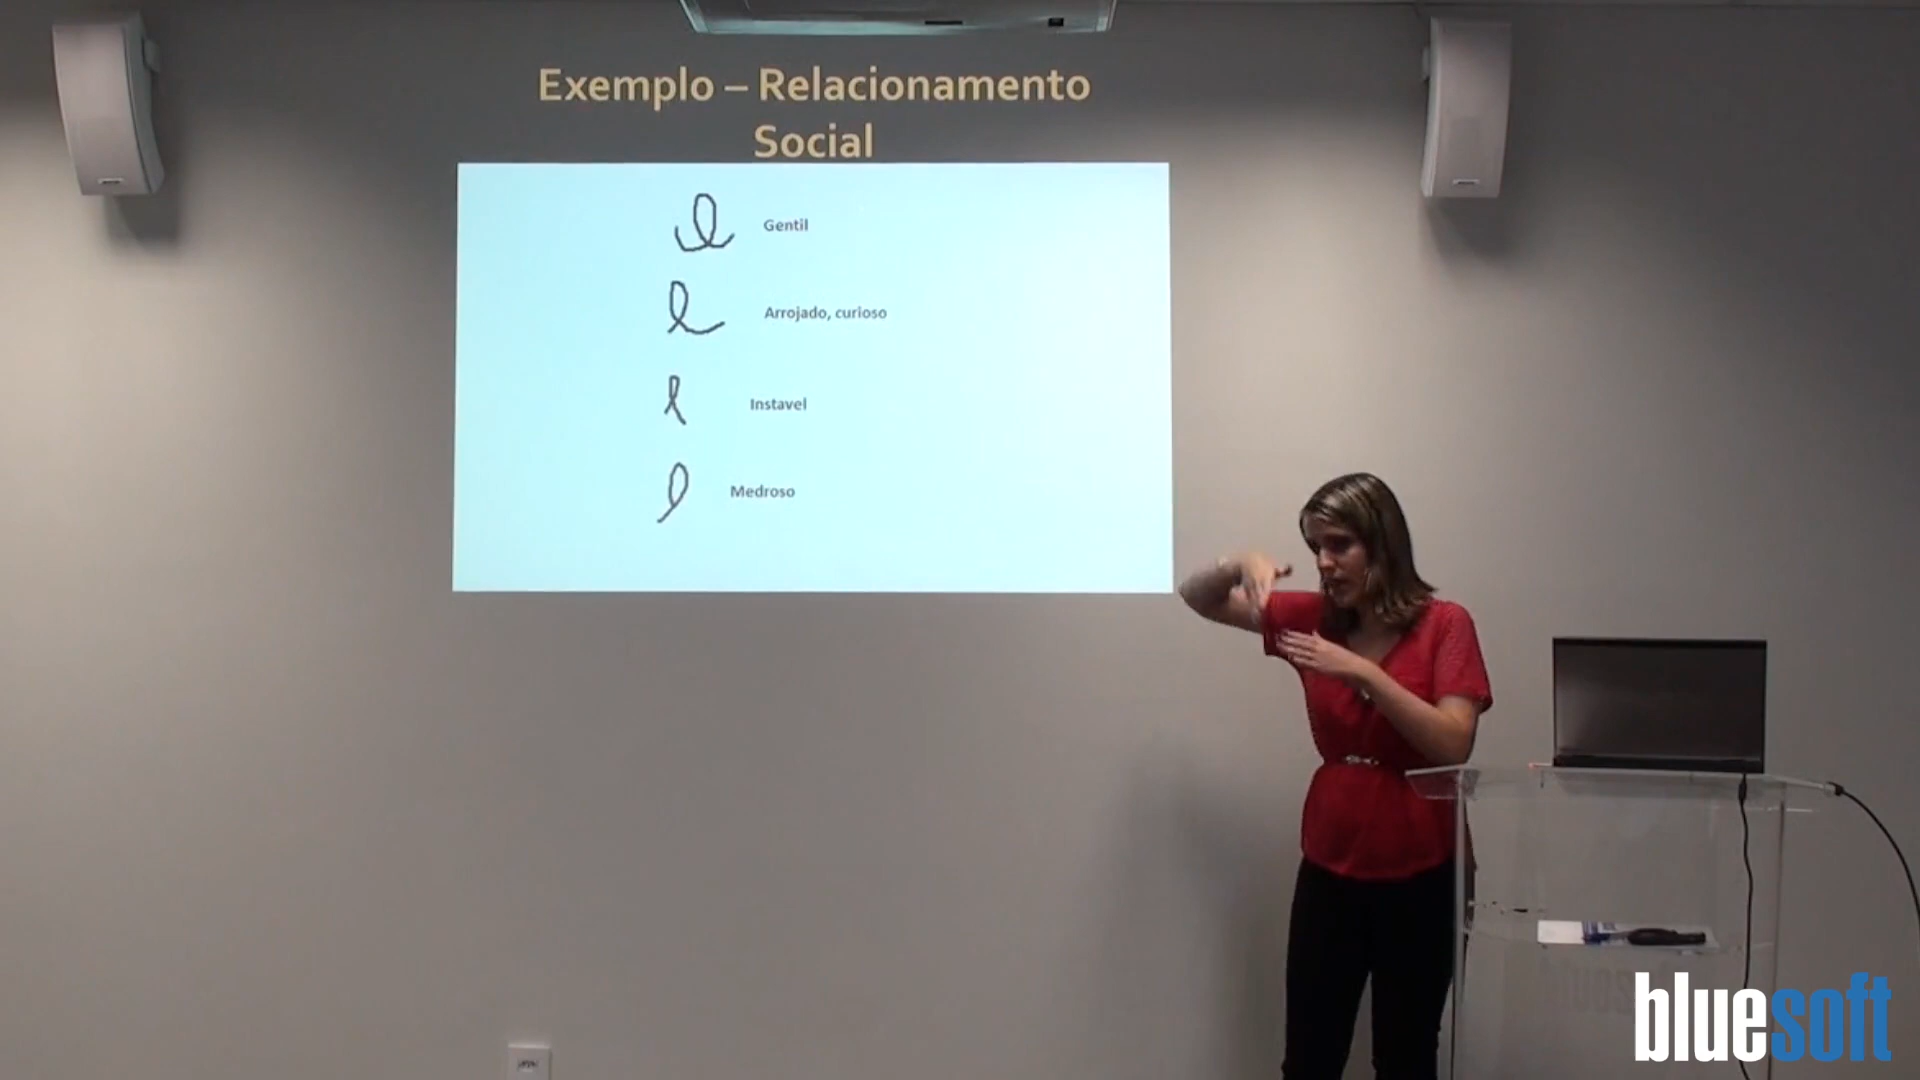 Exemplo – Relacionamento
Social
Gentil
Arrojado, curioso
Instavel
Medroso
bluesoft